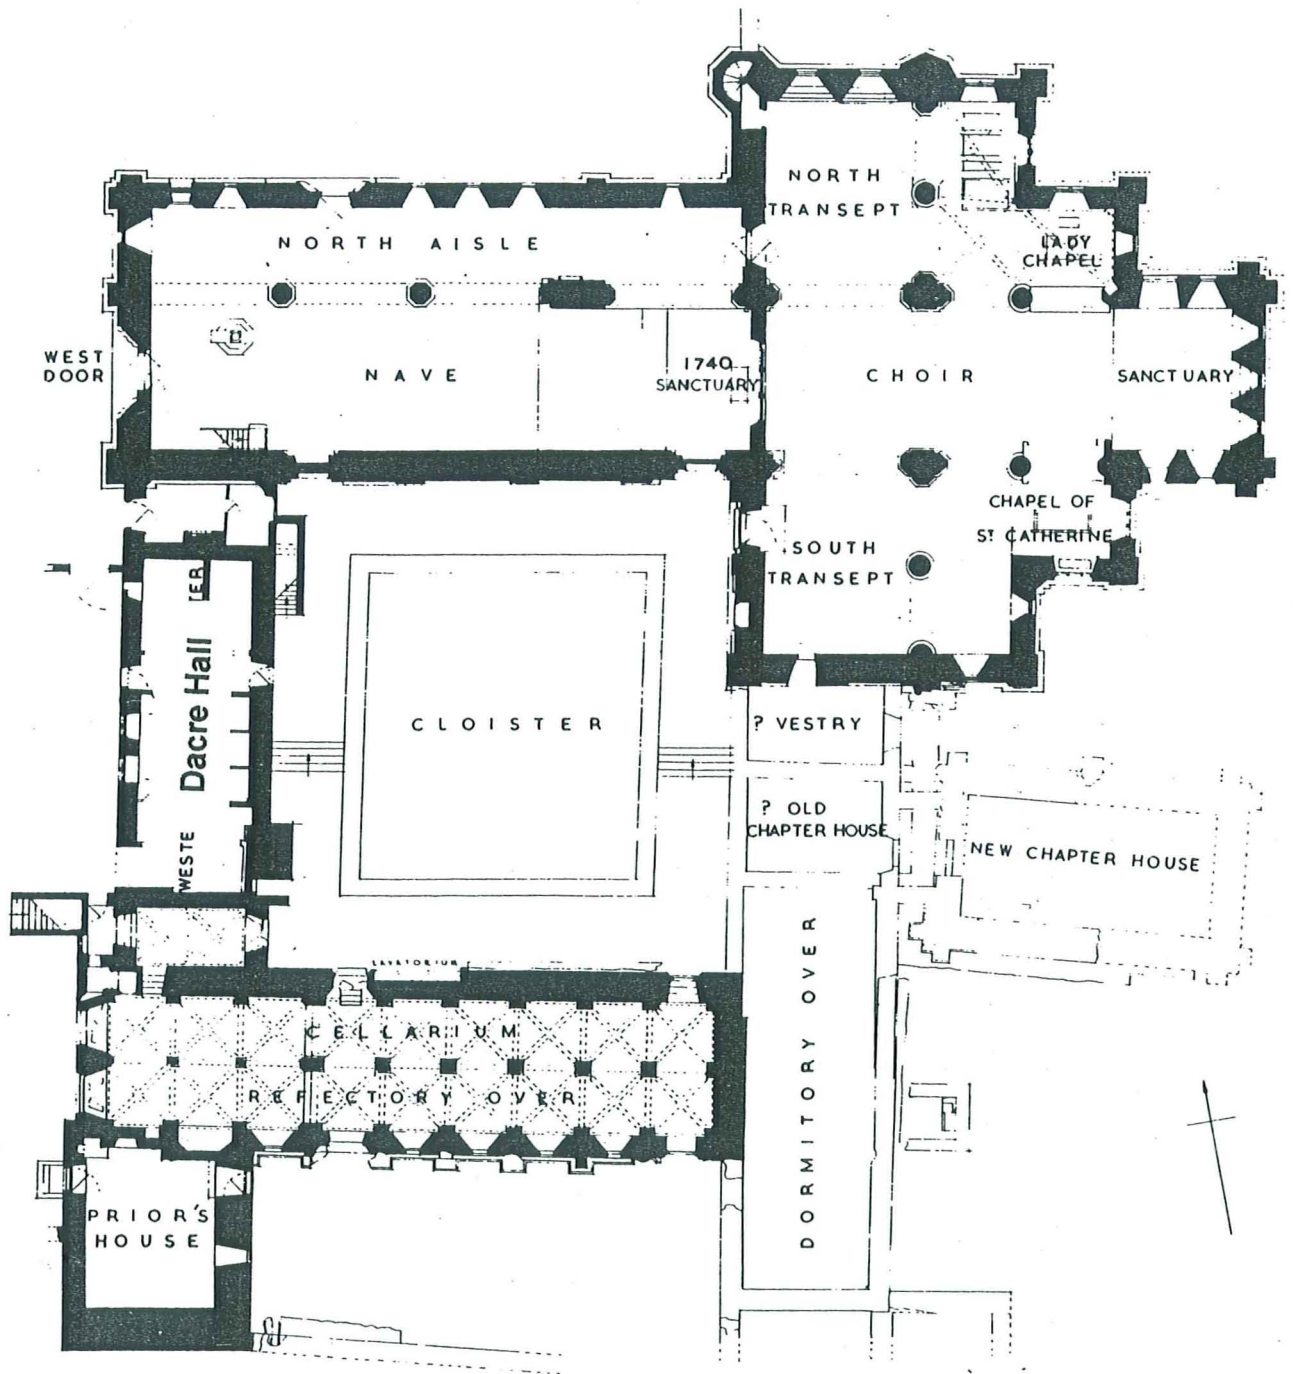 NORTH
TRANSEPT
NORTH AISLE
LADY
CHAPEL
WEST
DOOR
NAVE
1740
SANCTUARY
CHOIR
SANCTUARY
CHAPEL OF
ST CATHERINE
SOUTH
TRANSEPT
ER
Dacre Hall
WESTE
CLOISTER
? VESTRY
? OLD
CHAPTER HOUSE
NEW CHAPTER HOUSE
LAVATORIUM
CELLARIUM
REFECTORY OVER
DORMITORY OVER
PRIOR'S
HOUSE